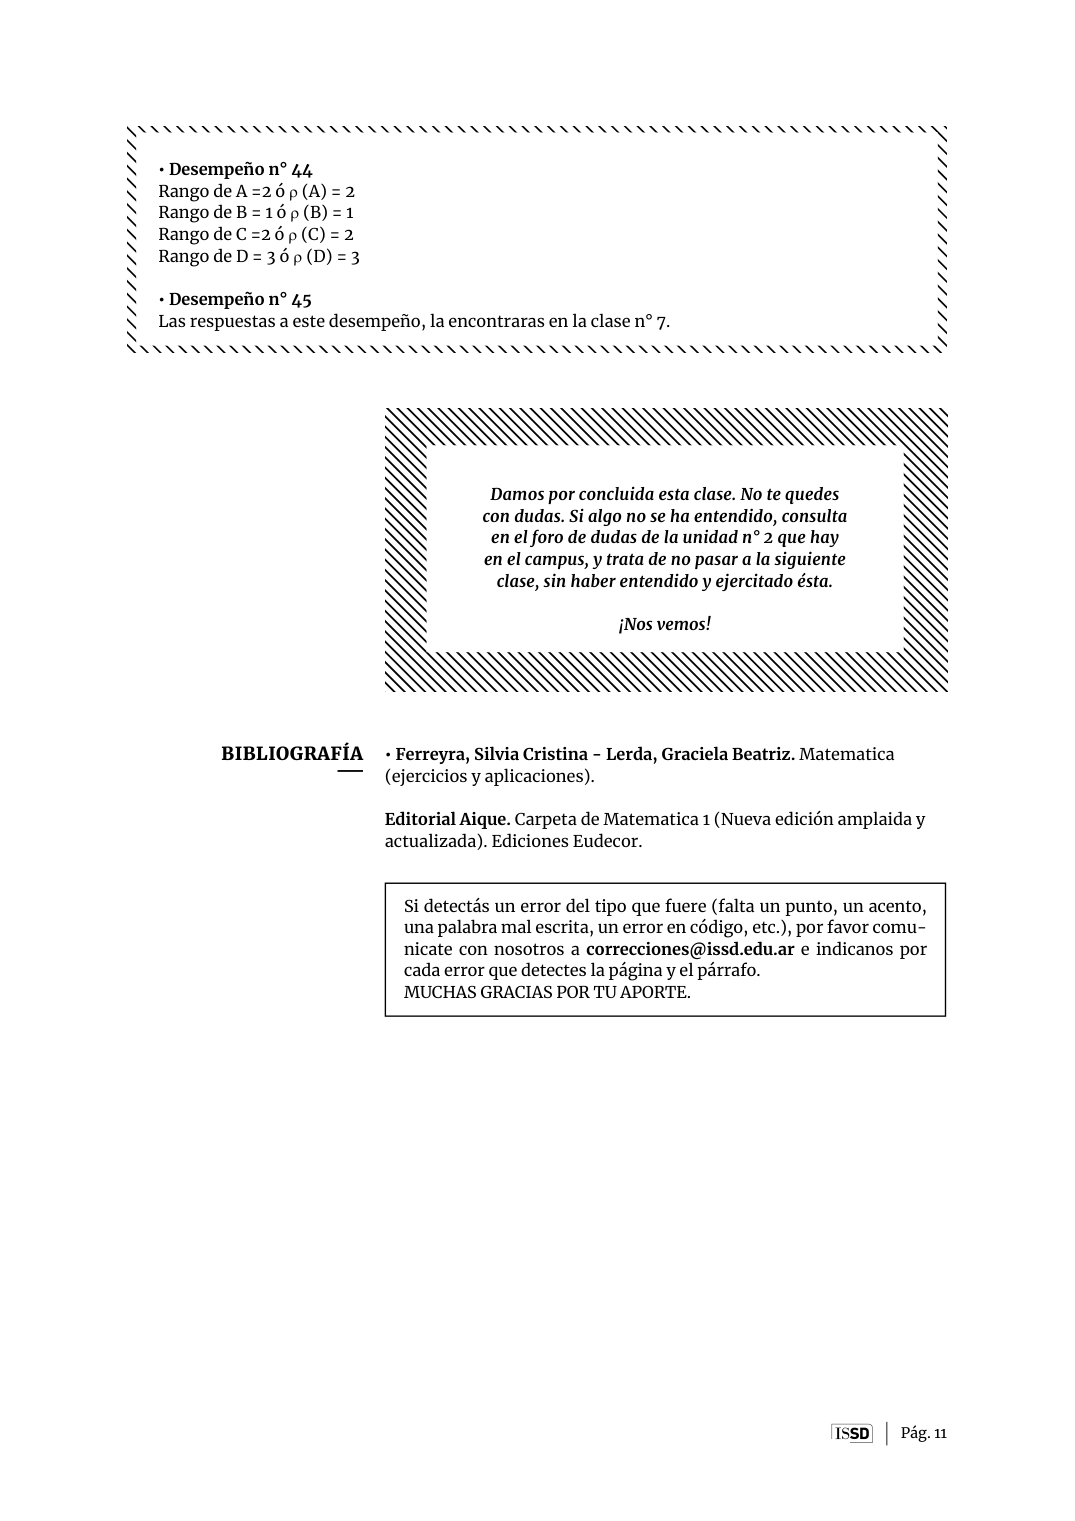 • Desempeño n° 44
Rango de A =2 ó ρ (A) = 2
Rango de B = 1 ó ρ (B) = 1
Rango de C =2 ó ρ (C) = 2
Rango de D = 3 ó ρ (D) = 3
• Desempeño n° 45
Las respuestas a este desempeño, la encontraras en la clase n° 7.
Damos por concluida esta clase. No te quedes
con dudas. Si algo no se ha entendido, consulta
en el foro de dudas de la unidad n° 2 que hay
en el campus, y trata de no pasar a la siguiente
clase, sin haber entendido y ejercitado ésta.
¡Nos vemos!
BIBLIOGRAFÍA
• Ferreyra, Silvia Cristina - Lerda, Graciela Beatriz. Matematica
(ejercicios y aplicaciones).
Editorial Aique. Carpeta de Matematica 1 (Nueva edición amplaida y
actualizada). Ediciones Eudecor.
Si detectás un error del tipo que fuere (falta un punto, un acento,
una palabra mal escrita, un error en código, etc.), por favor comu-
nicate con nosotros a correcciones@issd.edu.ar e indicanos por
cada error que detectes la página y el párrafo.
MUCHAS GRACIAS POR TU APORTE.
ISSD
Pág. 11